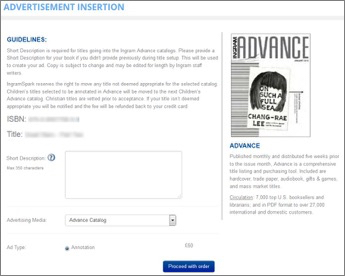 ADVERTISEMENT INSERTION
GUIDELINES:
Short Description is required for titles going into the Ingram Advance catalogs. Please provide a
Short Description for your book if you didn't provide previously during title setup. This will be used
to create your ad. Copy is subject to change and may be edited for length by Ingram staff
writers.
IngramSpark reserves the right to move any title not deemed appropriate for the selected catalog.
Children's titles selected to be annotated in Advance will be moved to the next Children's
Advance catalog. Christian titles are vetted prior to acceptance. If your title isn't deemed
appropriate you will be notified and the fee will be refunded back to your credit card.
ISBN:
Title:
Short Description:
Max 350 characters
Advertising Media:
Advance Catalog
Ad Type:
Annotation
£50
Proceed with order
INGRAM
ADVANCE
ON SUCH A
FULL
SEA
CHANG-RAE
LEE
ADVANCE
Published monthly and distributed five weeks prior
to the issue month, Advance is a comprehensive
title listing and purchasing tool. Included are
hardcover, trade paper, audiobook, gifts & games,
and mass market titles.
Circulation: 7,000 top U.S. booksellers and
librarians, and in PDF format to over 27,000
international and domestic customers.